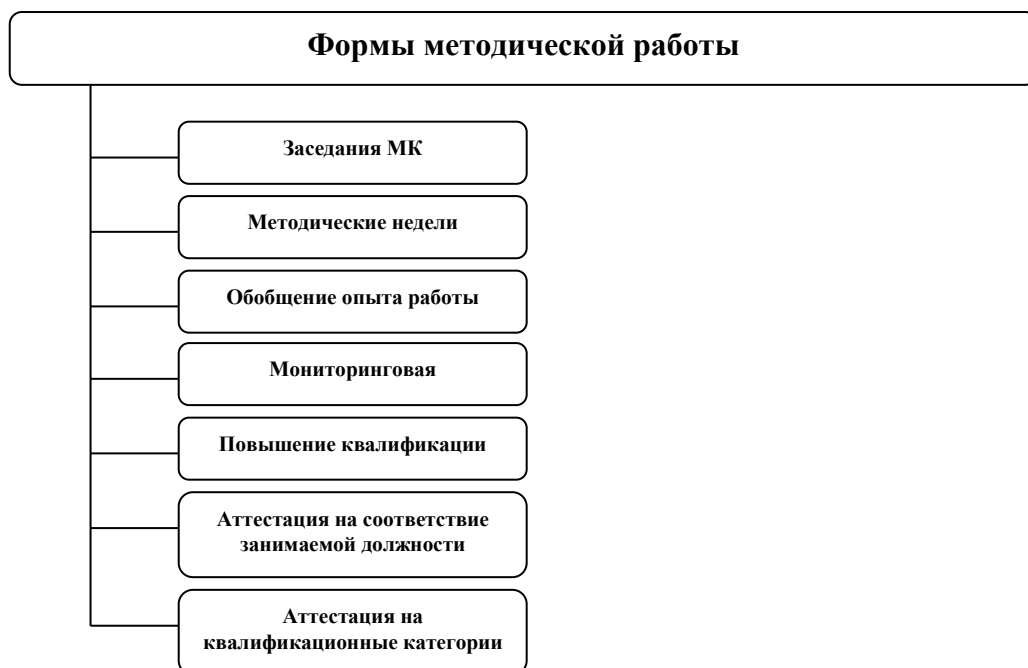 Формы методической работы
Заседания МК
Методические недели
Обобщение опыта работы
Мониторинговая
Повышение квалификации
Аттестация на соответствие
занимаемой должности
Аттестация на
квалификационные категории